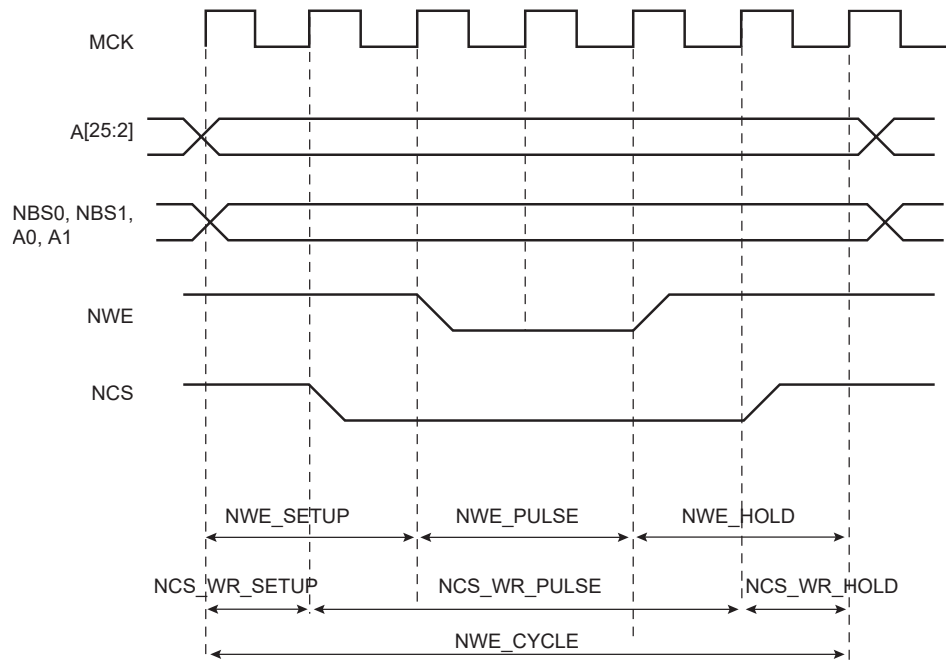 MCK
A[25:2]
NBS0, NBS1,
A0, A1
NWE
NCS
NWE_SETUP
NWE_PULSE
NWE_HOLD
NCS_WR_SETUP
NCS_WR_PULSE
NCS_WR_HOLD
NWE_CYCLE